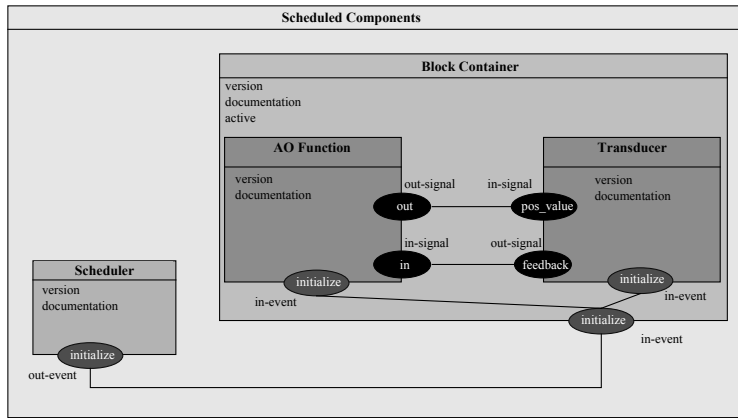 Scheduled Components
Block Container
version
documentation
active
AO Function
version
documentation
Transducer
version
documentation
out-signal
in-signal
out
pos_value
in-signal
out-signal
in
feedback
initialize
in-event
initialize
in-event
Scheduler
version
documentation
initialize
out-event
initialize
in-event